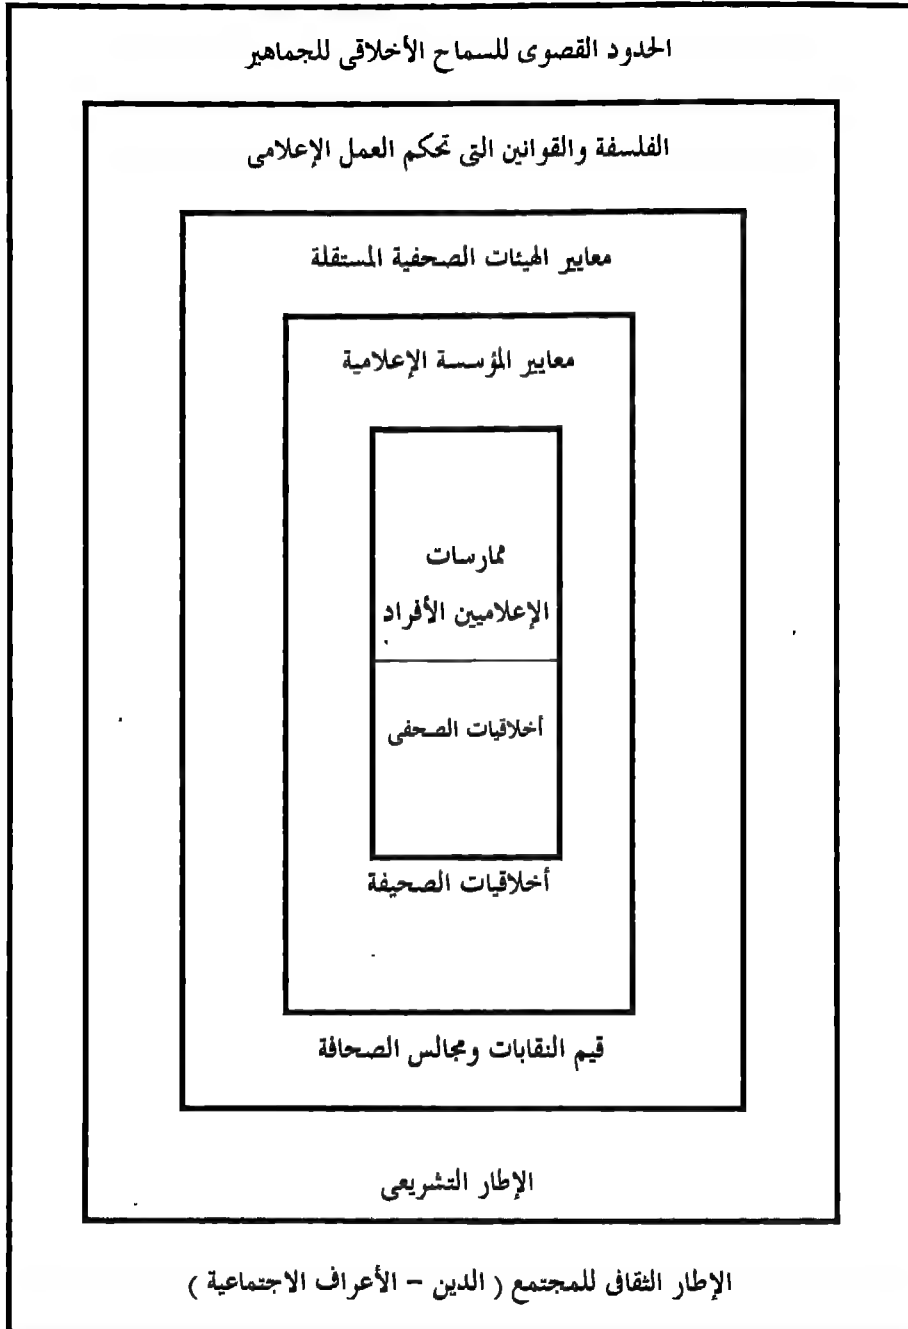 الحدود القصوى للسماح الأخلاقى للجماهير
الفلسفة والقوانين التى تحكم العمل الإعلامى
معايير الهيئات الصحفية المستقلة
معايير المؤسسة الإعلامية
ممارسات
الإعلاميين الأفراد
أخلاقيات الصحفى
أخلاقيات الصحيفة
قيم النقابات ومجالس الصحافة
الإطار التشريعى
الإطار الثقافى للمجتمع ( الدين - الأعراف الاجتماعية )